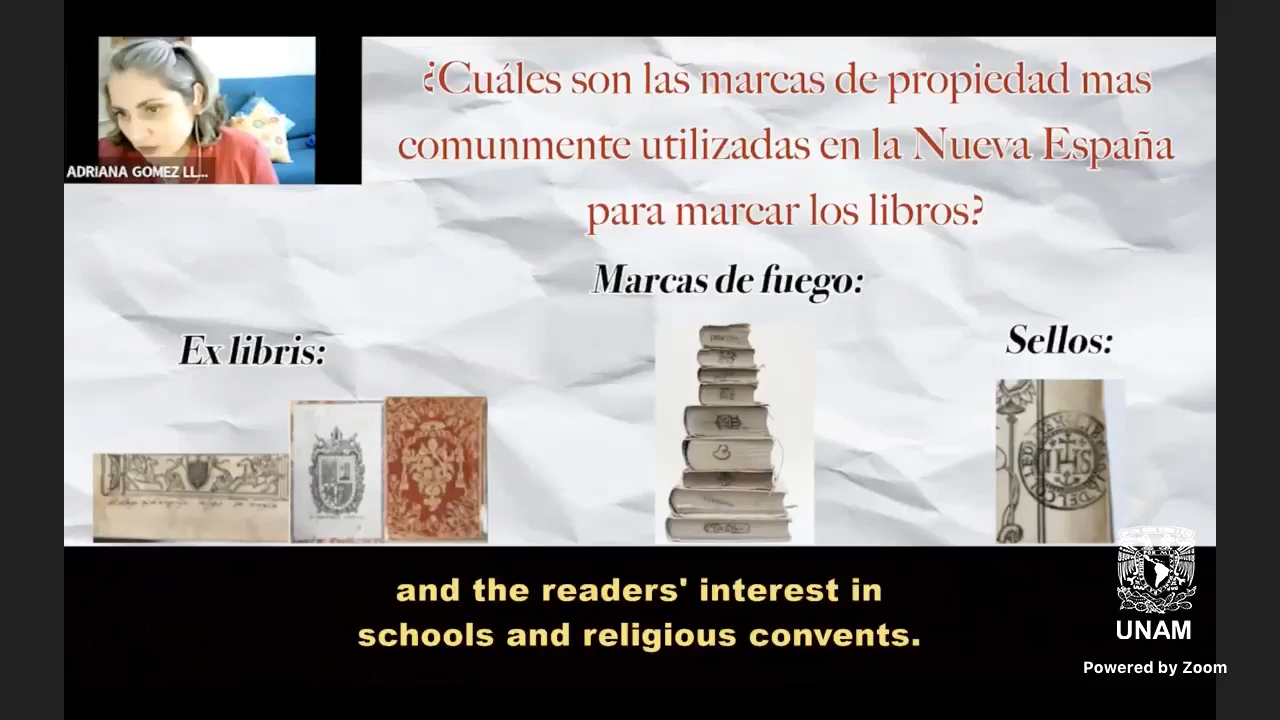 ¿Cuáles son las marcas de propiedad mas
comunmente utilizadas en la Nueva España
para marcar los libros?
ADRIANA GOMEZ LL...
Marcas de fuego:
Ex libris:
Sellos:
IHS
and the readers' interest in
schools and religious convents.
UNAM
Powered by Zoom